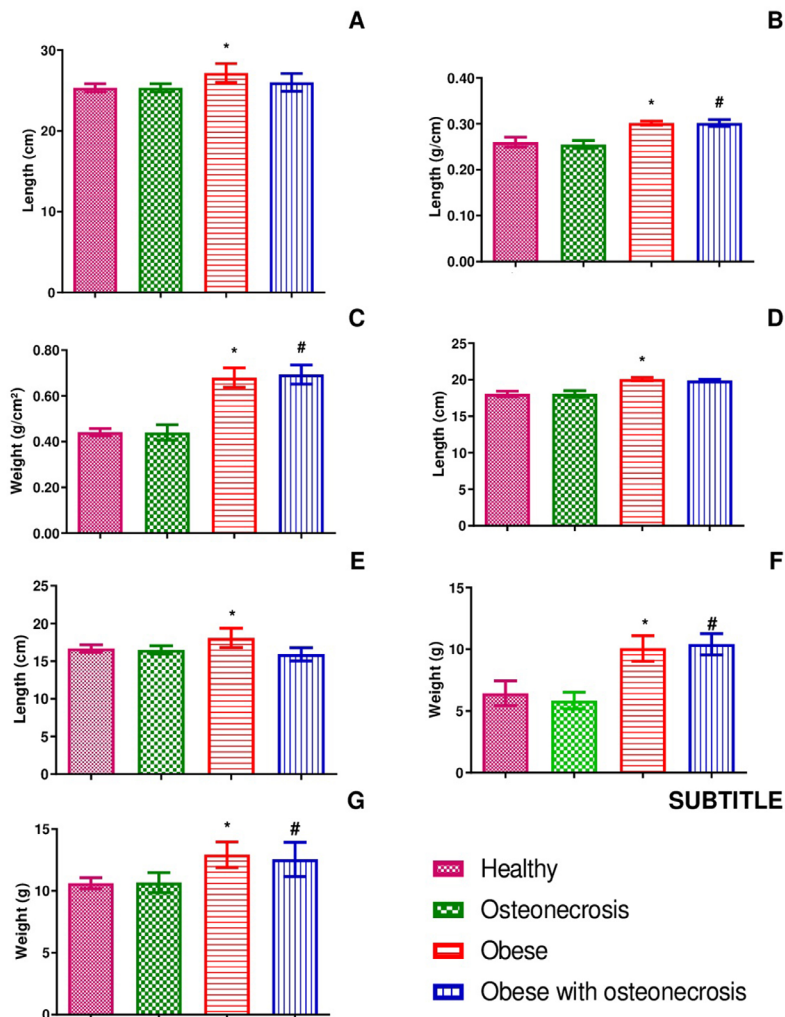 A
Length (cm)
30
20
10
0
*
B
Length (g/cm)
0.40
0.30
0.20
0.10
0.00
*
#
C
Weight (g/cm²)
0.80
0.60
0.40
0.20
0.00
*
#
D
Length (cm)
25
20
15
10
5
0
*
E
Length (cm)
25
20
15
10
5
0
*
F
Weight (g)
15
10
5
0
*
#
G
Weight (g)
15
10
5
0
*
#
SUBTITLE
Healthy
Osteonecrosis
Obese
Obese with osteonecrosis